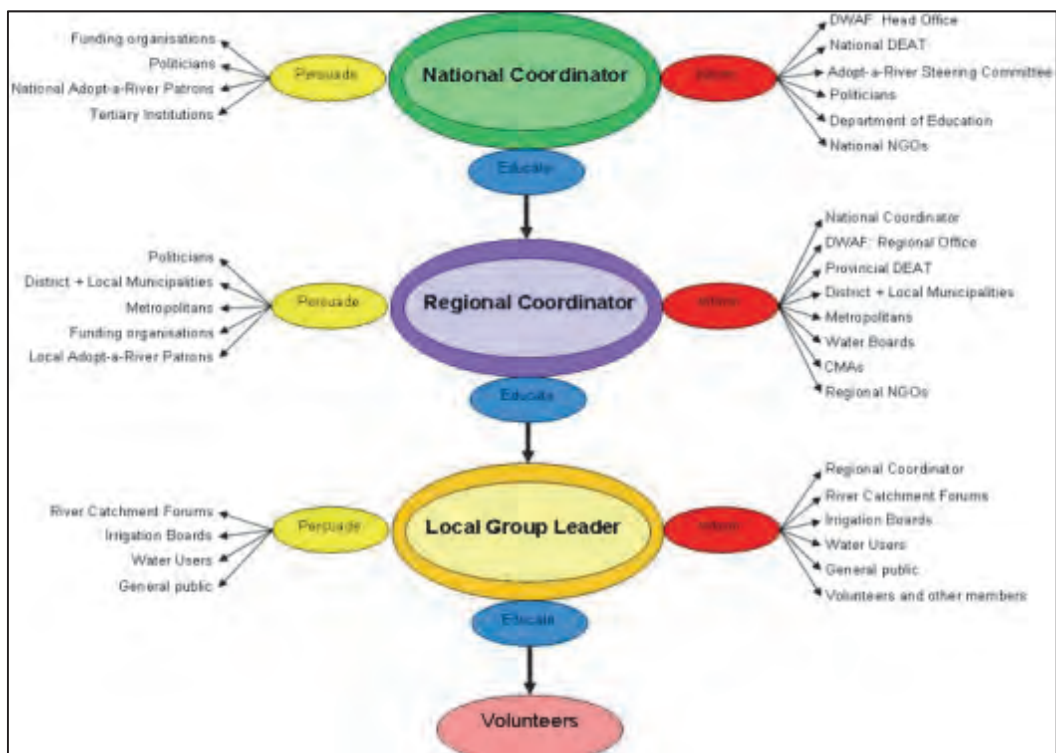 Funding organisations
Politicians
National Adopt-a-River Patrons
Tertiary Institutions
Persuade
National Coordinator
Inform
DWAF: Head Office
National DEAT
Adopt-a-River Steering Committee
Politicians
Department of Education
National NGOs
Educate
Politicians
District + Local Municipalities
Metropolitans
Funding organisations
Local Adopt-a-River Patrons
Persuade
Regional Coordinator
Inform
National Coordinator
DWAF: Regional Office
Provincial DEAT
District + Local Municipalities
Metropolitans
Water Boards
CMAs
Regional NGOs
Educate
River Catchment Forums
Irrigation Boards
Water Users
General public
Persuade
Local Group Leader
Inform
Regional Coordinator
River Catchment Forums
Irrigation Boards
Water Users
General public
Volunteers and other members
Educate
Volunteers